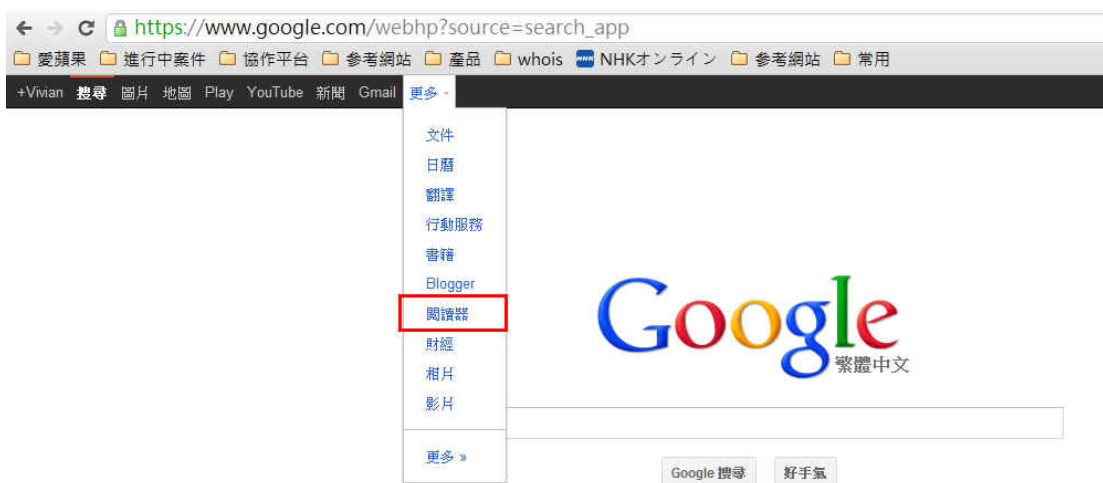 https://www.google.com/webhp?source=search_app
愛蘋果 進行中案件 協作平台 參考網站 產品 whois NHKオンライン 參考網站 常用
+Vivian 搜尋 圖片 地圖 Play YouTube 新聞 Gmail 更多
文件
日曆
翻譯
行動服務
書籍
Blogger
閱讀器
財經
相片
影片
更多 »
Google
繁體中文
Google 搜尋 好手氣